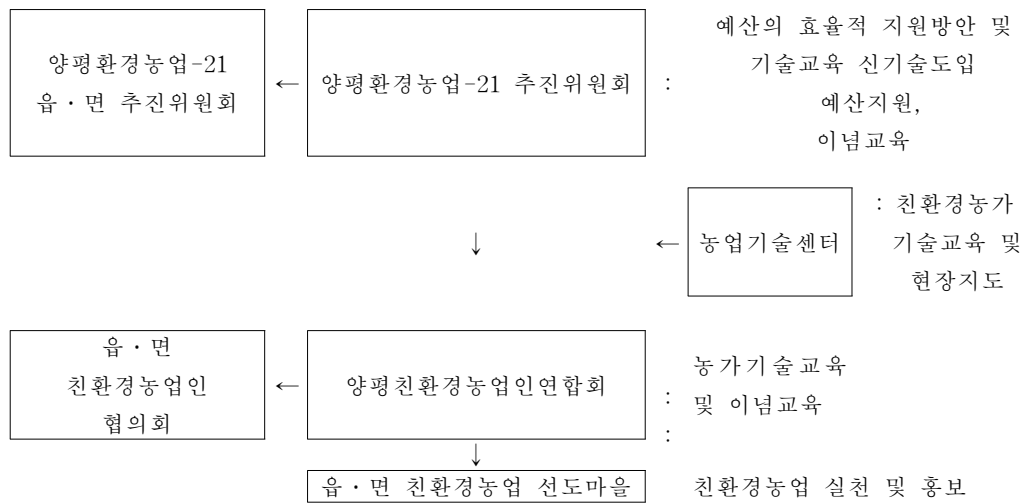 양평환경농업-21
읍·면 추진위원회
←
양평환경농업-21 추진위원회
:
예산의 효율적 지원방안 및
기술교육 신기술도입
예산지원,
이념교육
↓
←
농업기술센터
: 친환경농가
기술교육 및
현장지도
읍·면
친환경농업인
협의회
←
양평친환경농업인연합회
:
농가기술교육
및 이념교육
:
↓
읍·면 친환경농업 선도마을
친환경농업 실천 및 홍보